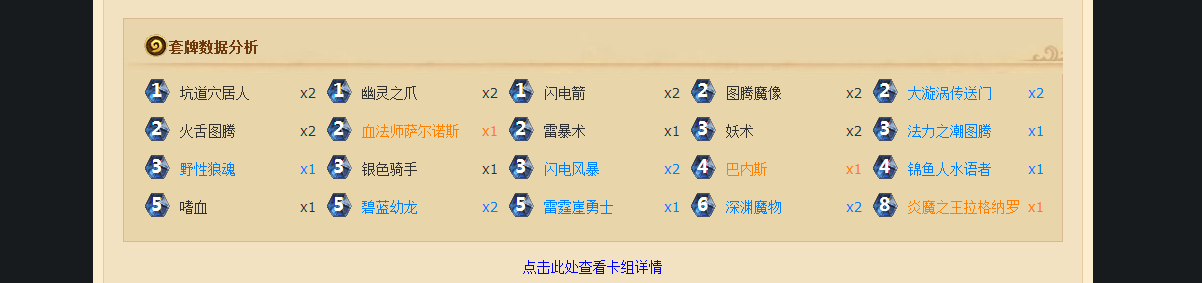 套牌数据分析
1 坑道穴居人 x2 1 幽灵之爪 x2 1 闪电箭 x2 2 图腾魔像 x2 2 大漩涡传送门 x2
2 火舌图腾 x2 2 血法师萨尔诺斯 x1 2 雷暴术 x1 3 妖术 x2 3 法力之潮图腾 x1
3 野性狼魂 x1 3 银色骑手 x1 3 闪电风暴 x2 4 巴内斯 x1 4 锦鱼人水语者 x1
5 嗜血 x1 5 碧蓝幼龙 x2 5 雷霆崖勇士 x1 6 深渊魔物 x2 8 炎魔之王拉格纳罗 x1
点击此处查看卡组详情